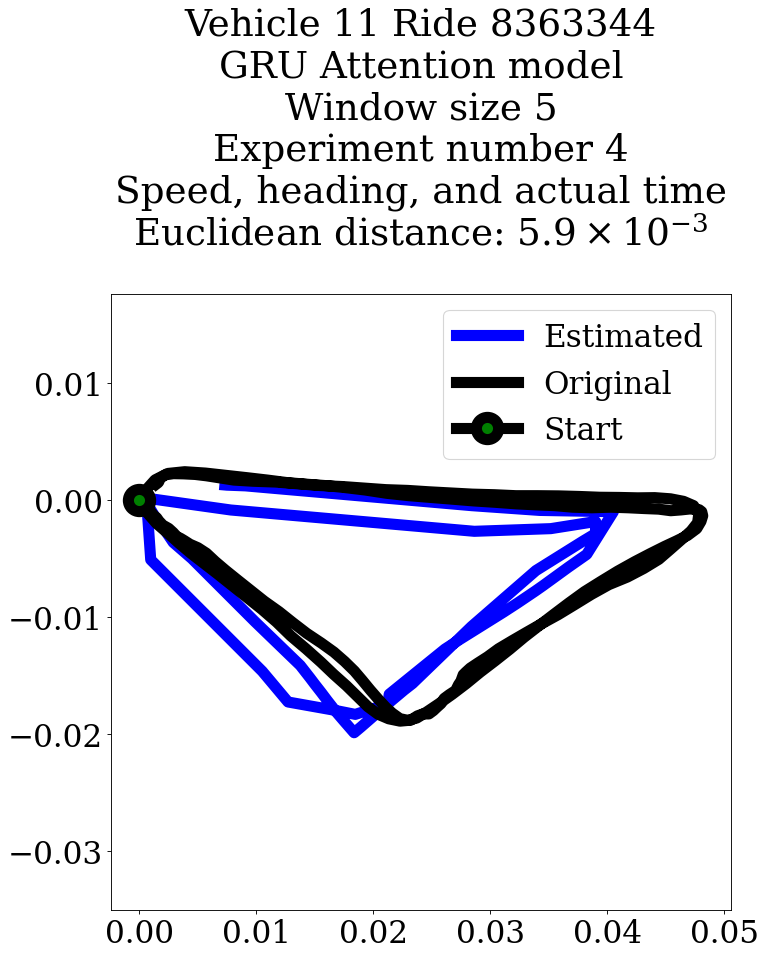 Vehicle 11 Ride 8363344
GRU Attention model
Window size 5
Experiment number 4
Speed, heading, and actual time
Euclidean distance: 5.9 × 10⁻³
Estimated
Original
Start
0.01
0.00
−0.01
−0.02
−0.03
0.00 0.01 0.02 0.03 0.04 0.05